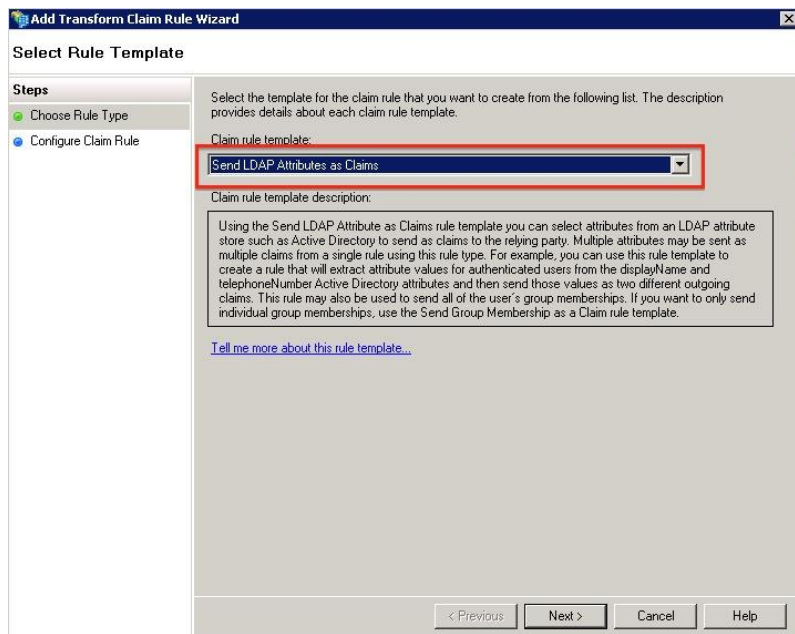 Add Transform Claim Rule Wizard
Select Rule Template
Steps
Choose Rule Type
Configure Claim Rule
Select the template for the claim rule that you want to create from the following list. The description
provides details about each claim rule template.
Claim rule template:
Send LDAP Attributes as Claims
Claim rule template description:
Using the Send LDAP Attribute as Claims rule template you can select attributes from an LDAP attribute
store such as Active Directory to send as claims to the relying party. Multiple attributes may be sent as
multiple claims from a single rule using this rule type. For example, you can use this rule template to
create a rule that will extract attribute values for authenticated users from the displayName and
telephoneNumber Active Directory attributes and then send those values as two different outgoing
claims. This rule may also be used to send all of the user's group memberships. If you want to only send
individual group memberships, use the Send Group Membership as a Claim rule template.
Tell me more about this rule template...
< Previous
Next >
Cancel
Help